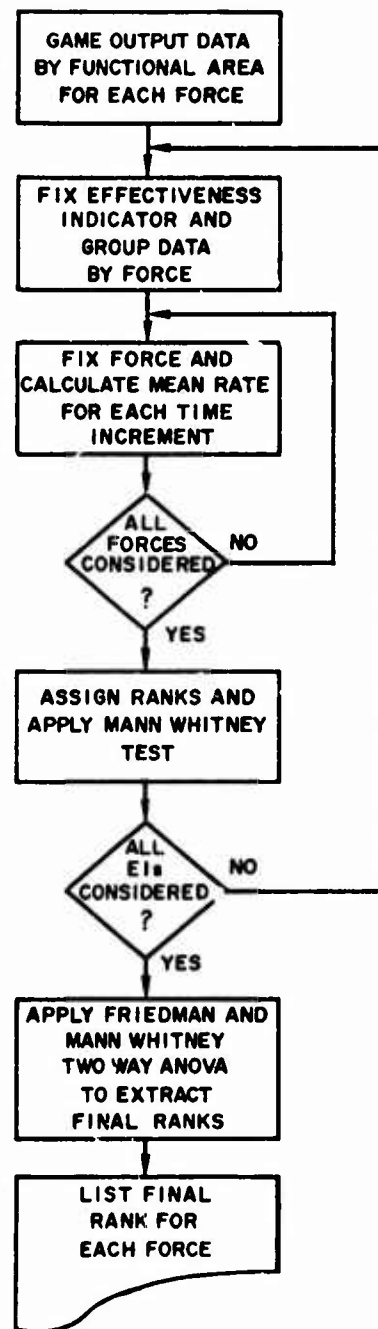 GAME OUTPUT DATA
BY FUNCTIONAL AREA
FOR EACH FORCE
FIX EFFECTIVENESS
INDICATOR AND
GROUP DATA
BY FORCE
FIX FORCE AND
CALCULATE MEAN RATE
FOR EACH TIME
INCREMENT
ALL
FORCES
CONSIDERED
?
NO
YES
ASSIGN RANKS AND
APPLY MANN WHITNEY
TEST
ALL
EIs
CONSIDERED
?
NO
YES
APPLY FRIEDMAN AND
MANN WHITNEY
TWO WAY ANOVA
TO EXTRACT
FINAL RANKS
LIST FINAL
RANK FOR
EACH FORCE